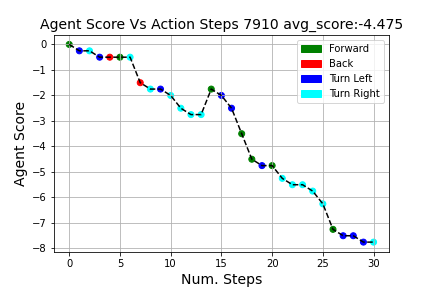 Agent Score Vs Action Steps 7910 avg_score:-4.475
Forward
Back
Turn Left
Turn Right
Agent Score
0
−1
−2
−3
−4
−5
−6
−7
−8
0 5 10 15 20 25 30
Num. Steps